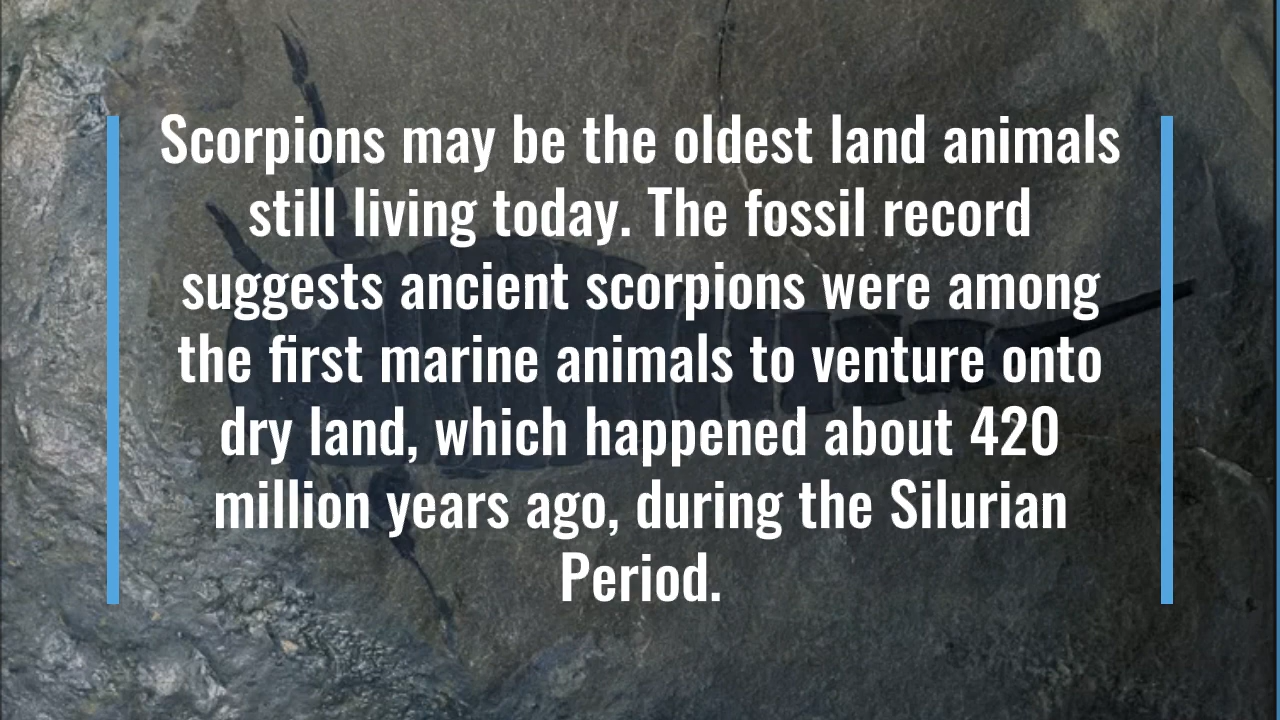 Scorpions may be the oldest land animals
still living today. The fossil record
suggests ancient scorpions were among
the first marine animals to venture onto
dry land, which happened about 420
million years ago, during the Silurian
Period.